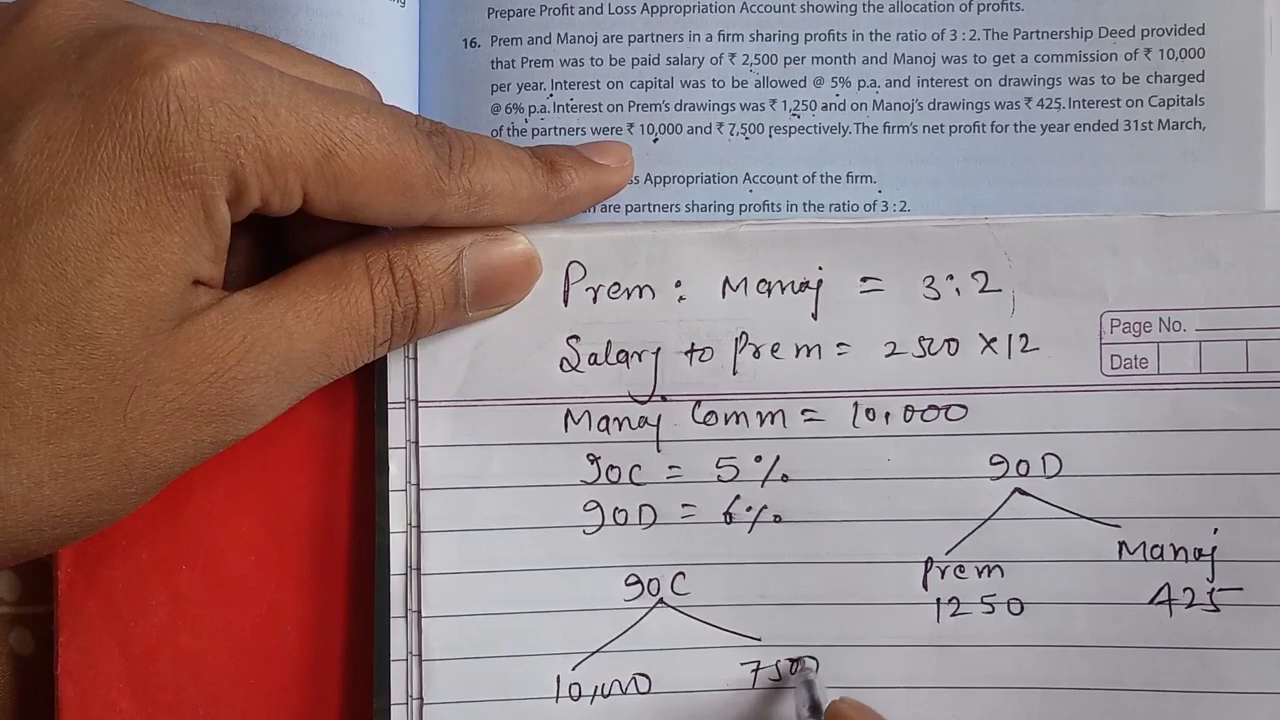 Prepare Profit and Loss Appropriation Account showing the allocation of profits.
16. Prem and Manoj are partners in a firm sharing profits in the ratio of 3 : 2. The Partnership Deed provided
that Prem was to be paid salary of ₹ 2,500 per month and Manoj was to get a commission of ₹ 10,000
per year. Interest on capital was to be allowed @ 5% p.a. and interest on drawings was to be charged
@ 6% p.a. Interest on Prem's drawings was ₹ 1,250 and on Manoj's drawings was ₹ 425. Interest on Capitals
of the partners were ₹ 10,000 and ₹ 7,500 respectively. The firm's net profit for the year ended 31st March,
ss Appropriation Account of the firm.
are partners sharing profits in the ratio of 3 : 2.
Prem : Manoj = 3:2
Page No.
Salary to Prem = 2500 × 12
Date
Manoj Comm = 10,000
IOC = 5%
IOD
IOD = 6%
Prem Manoj
IOC
1250 425
10,000 7500